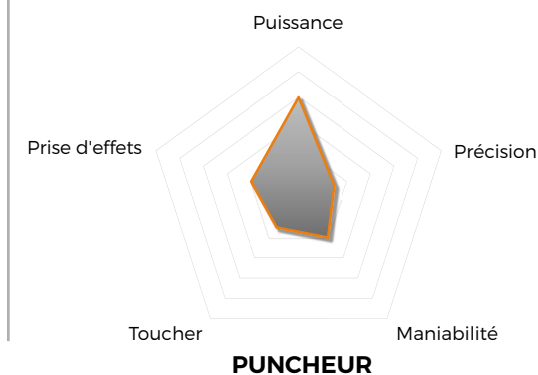 Puissance
Prise d'effets
Précision
Toucher
Maniabilité
PUNCHEUR